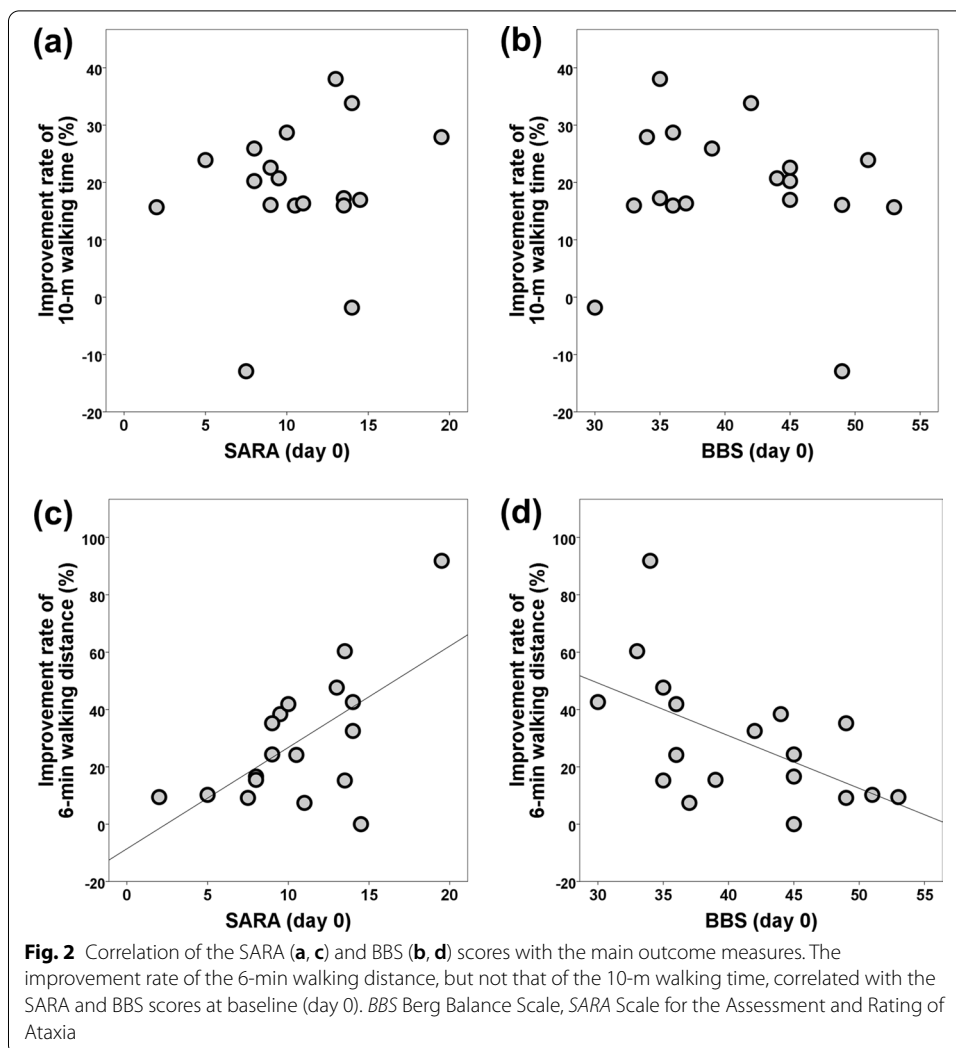 (a)
Improvement rate of
10-m walking time (%)
40
30
20
10
0
-10
-20
0 5 10 15 20
SARA (day 0)
(b)
Improvement rate of
10-m walking time (%)
40
30
20
10
0
-10
-20
30 35 40 45 50 55
BBS (day 0)
(c)
Improvement rate of
6-min walking distance (%)
100
80
60
40
20
0
-20
0 5 10 15 20
SARA (day 0)
(d)
Improvement rate of
6-min walking distance (%)
100
80
60
40
20
0
-20
30 35 40 45 50 55
BBS (day 0)
Fig. 2 Correlation of the SARA (a, c) and BBS (b, d) scores with the main outcome measures. The
improvement rate of the 6-min walking distance, but not that of the 10-m walking time, correlated with the
SARA and BBS scores at baseline (day 0). BBS Berg Balance Scale, SARA Scale for the Assessment and Rating of
Ataxia